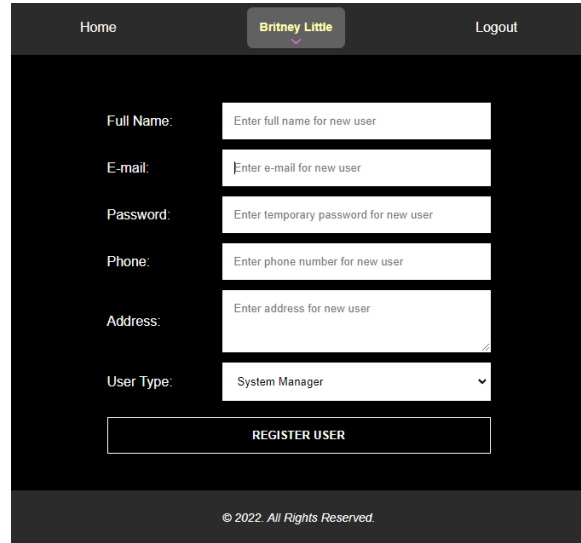 Home Britney Little Logout
Full Name: Enter full name for new user
E-mail: Enter e-mail for new user
Password: Enter temporary password for new user
Phone: Enter phone number for new user
Address: Enter address for new user
User Type: System Manager
REGISTER USER
© 2022. All Rights Reserved.